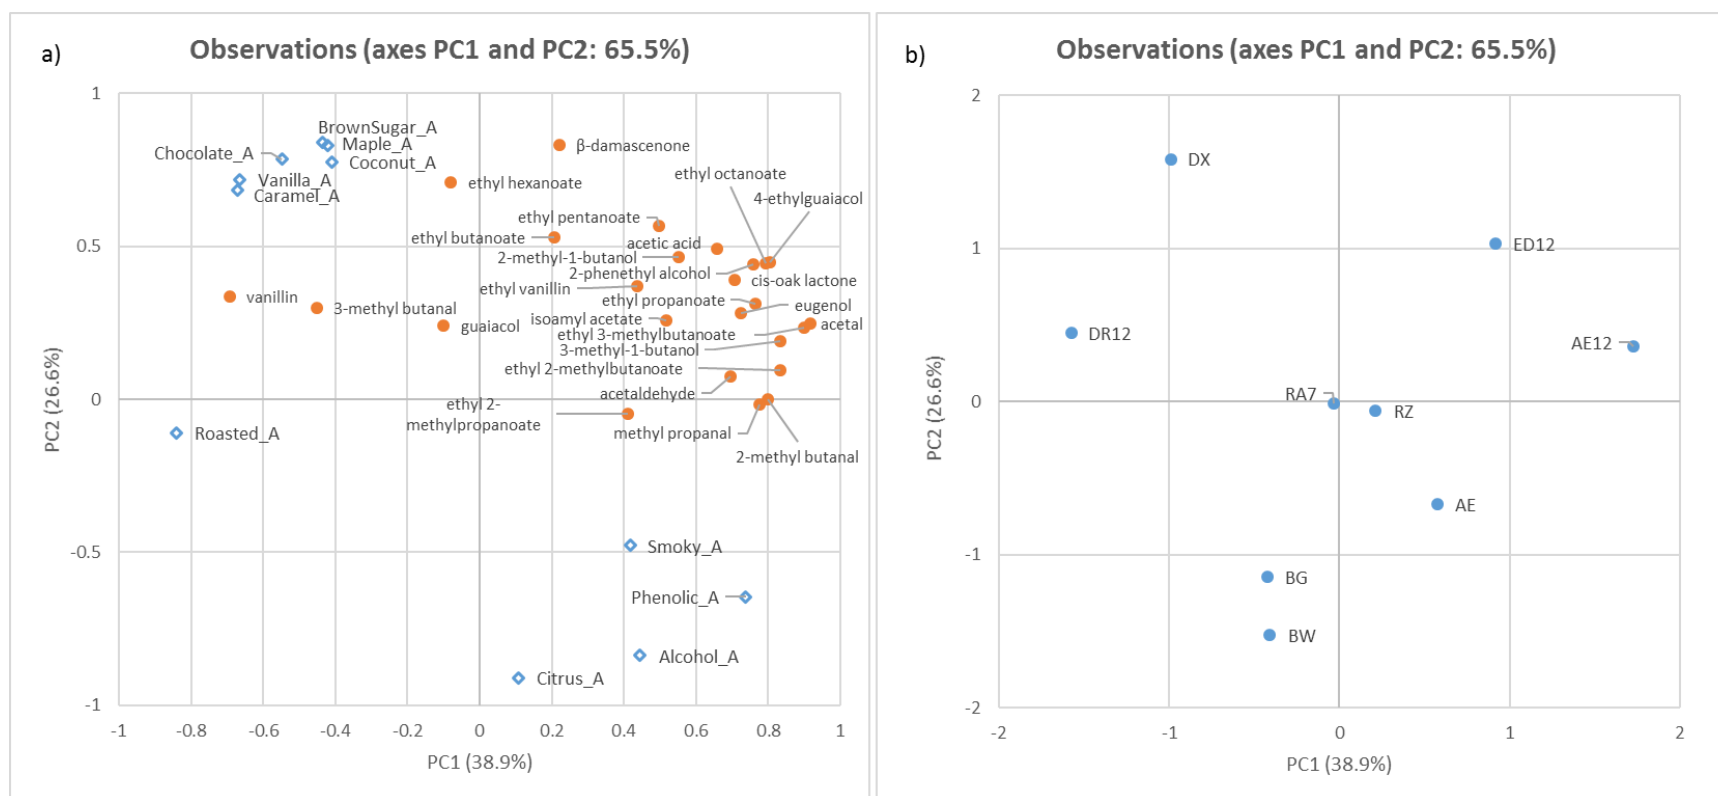 a)
Observations (axes PC1 and PC2: 65.5%)
1
BrownSugar_A
Maple_A
Chocolate_A
Coconut_A
Vanilla_A
Caramel_A
β-damascenone
ethyl octanoate
ethyl hexanoate
4-ethylguaiacol
ethyl pentanoate
ethyl butanoate
acetic acid
0.5
2-methyl-1-butanol
2-phenethyl alcohol
cis-oak lactone
ethyl vanillin
vanillin
3-methyl butanal
ethyl propanoate
eugenol
guaiacol
isoamyl acetate
acetal
ethyl 3-methylbutanoate
3-methyl-1-butanol
ethyl 2-methylbutanoate
acetaldehyde
0
ethyl 2-
methylpropanoate
methyl propanal
2-methyl butanal
Roasted_A
-0.5
Smoky_A
Phenolic_A
Alcohol_A
Citrus_A
-1
-1 -0.8 -0.6 -0.4 -0.2 0 0.2 0.4 0.6 0.8 1
PC1 (38.9%)
PC2 (26.6%)
b)
Observations (axes PC1 and PC2: 65.5%)
2
DX
1
ED12
DR12
AE12
RA7
0
RZ
AE
-1
BG
BW
-2
-2 -1 0 1 2
PC1 (38.9%)
PC2 (26.6%)